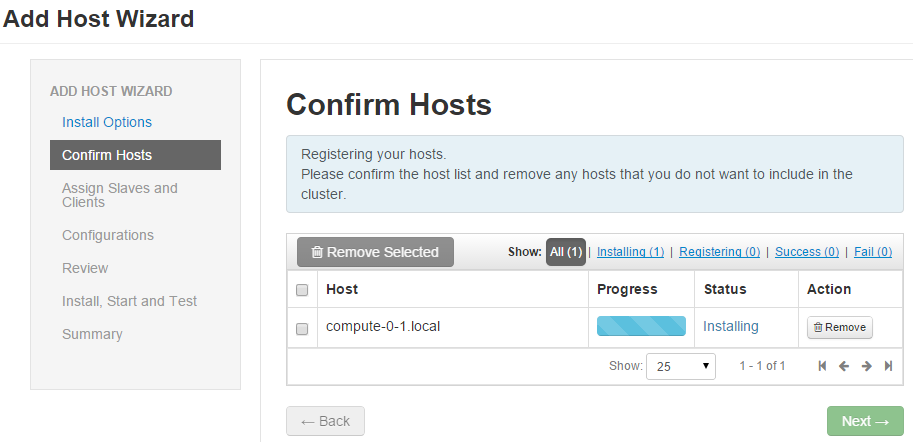 Add Host Wizard
ADD HOST WIZARD
Install Options
Confirm Hosts
Assign Slaves and
Clients
Configurations
Review
Install, Start and Test
Summary
Confirm Hosts
Registering your hosts.
Please confirm the host list and remove any hosts that you do not want to include in the
cluster.
Remove Selected Show: All (1) | Installing (1) | Registering (0) | Success (0) | Fail (0)
Host Progress Status Action
compute-0-1.local Installing Remove
Show: 25 1 - 1 of 1
← Back Next →